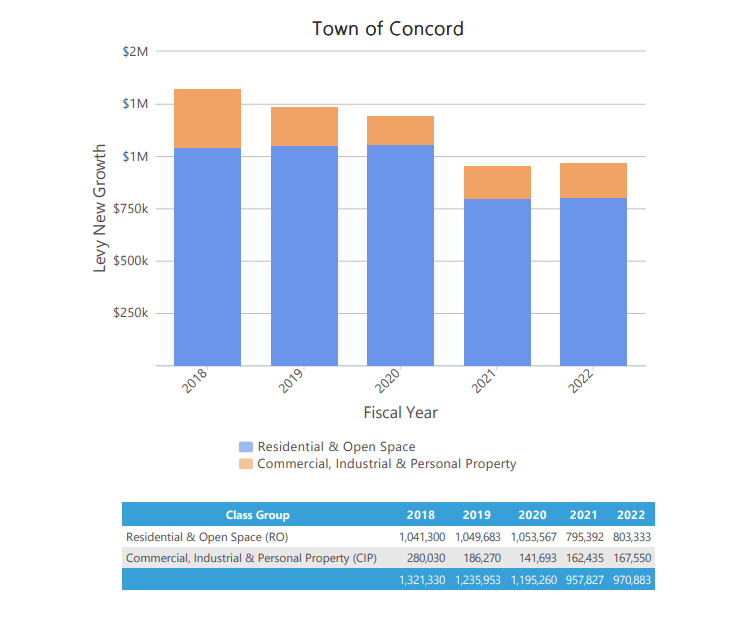 Town of Concord
$2M
$1M
$1M
$750k
$500k
$250k
Levy New Growth
2018 2019 2020 2021 2022
Fiscal Year
Residential & Open Space
Commercial, Industrial & Personal Property
Class Group 2018 2019 2020 2021 2022
Residential & Open Space (RO) 1,041,300 1,049,683 1,053,567 795,392 803,333
Commercial, Industrial & Personal Property (CIP) 280,030 186,270 141,693 162,435 167,550
1,321,330 1,235,953 1,195,260 957,827 970,883